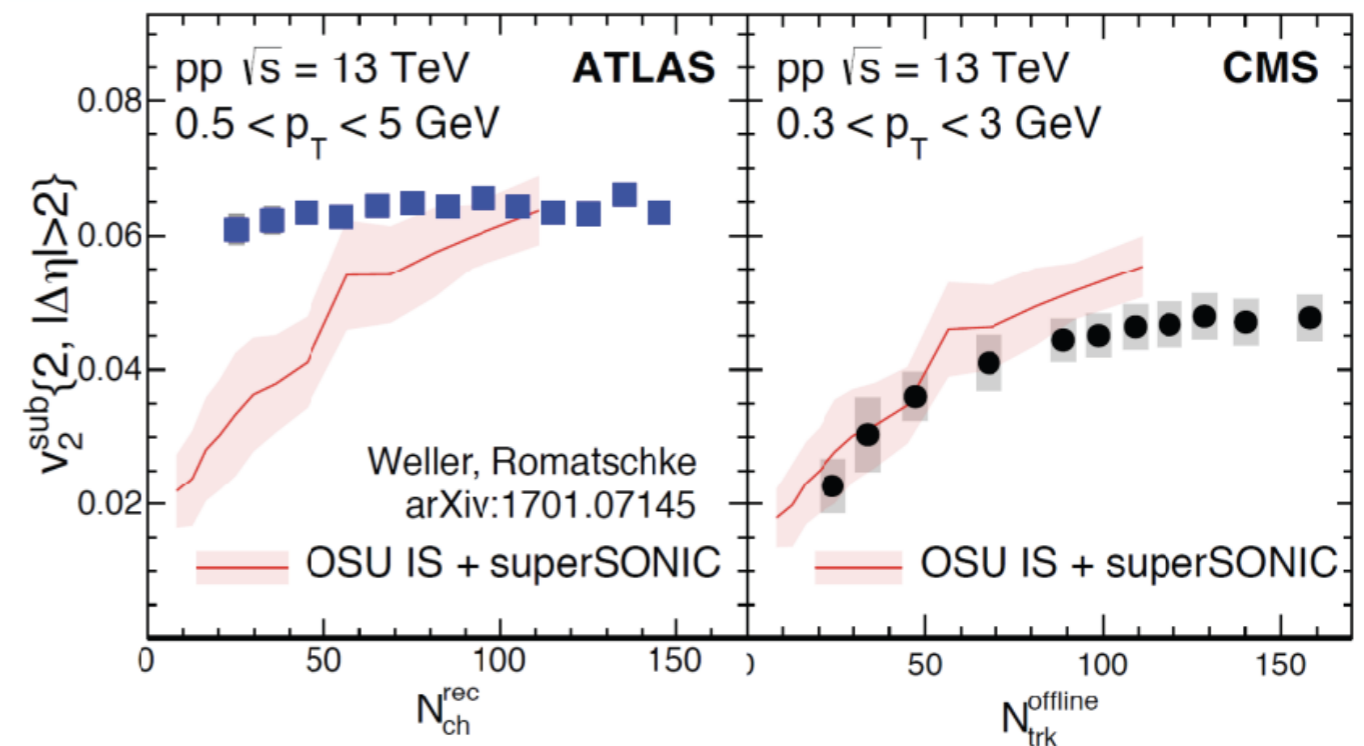 pp √s = 13 TeV ATLAS
0.5 < p_T < 5 GeV
pp √s = 13 TeV CMS
0.3 < p_T < 3 GeV
v_2^sub{2, |Δη|>2}
0.08
0.06
0.04
0.02
Weller, Romatschke
arXiv:1701.07145
OSU IS + superSONIC
OSU IS + superSONIC
0 50 100 150
N_ch^rec
0 50 100 150
N_trk^offline